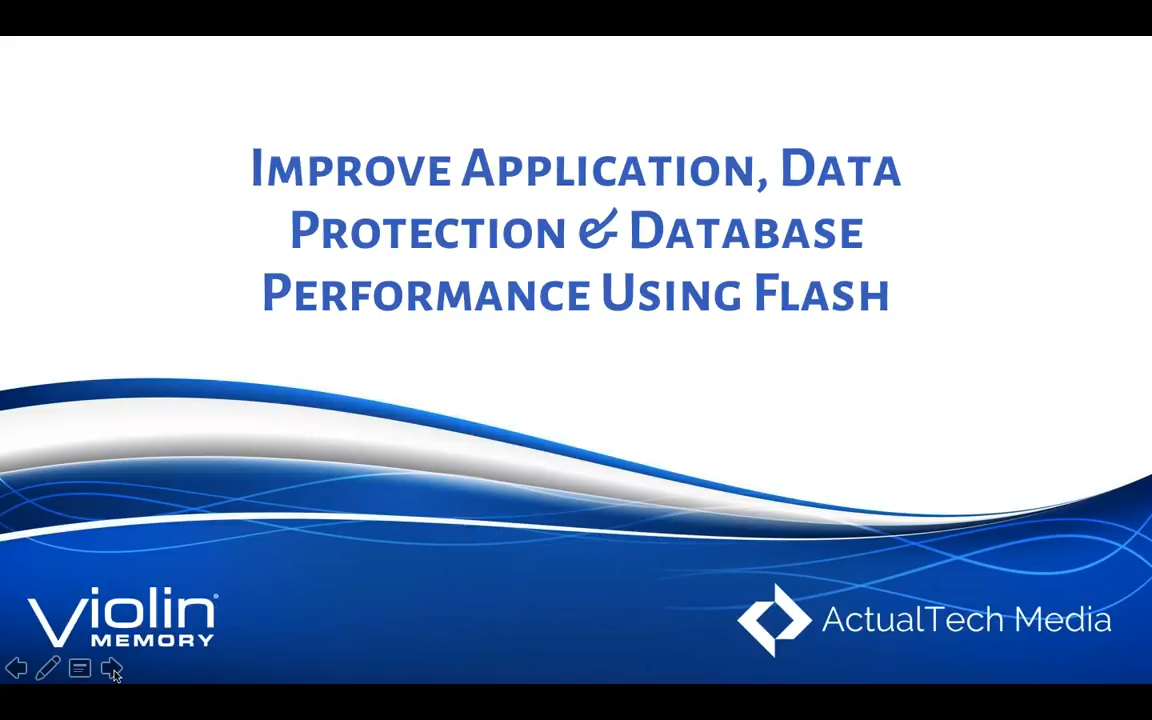 Improve Application, Data
Protection & Database
Performance Using Flash
Violin
MEMORY
ActualTech Media